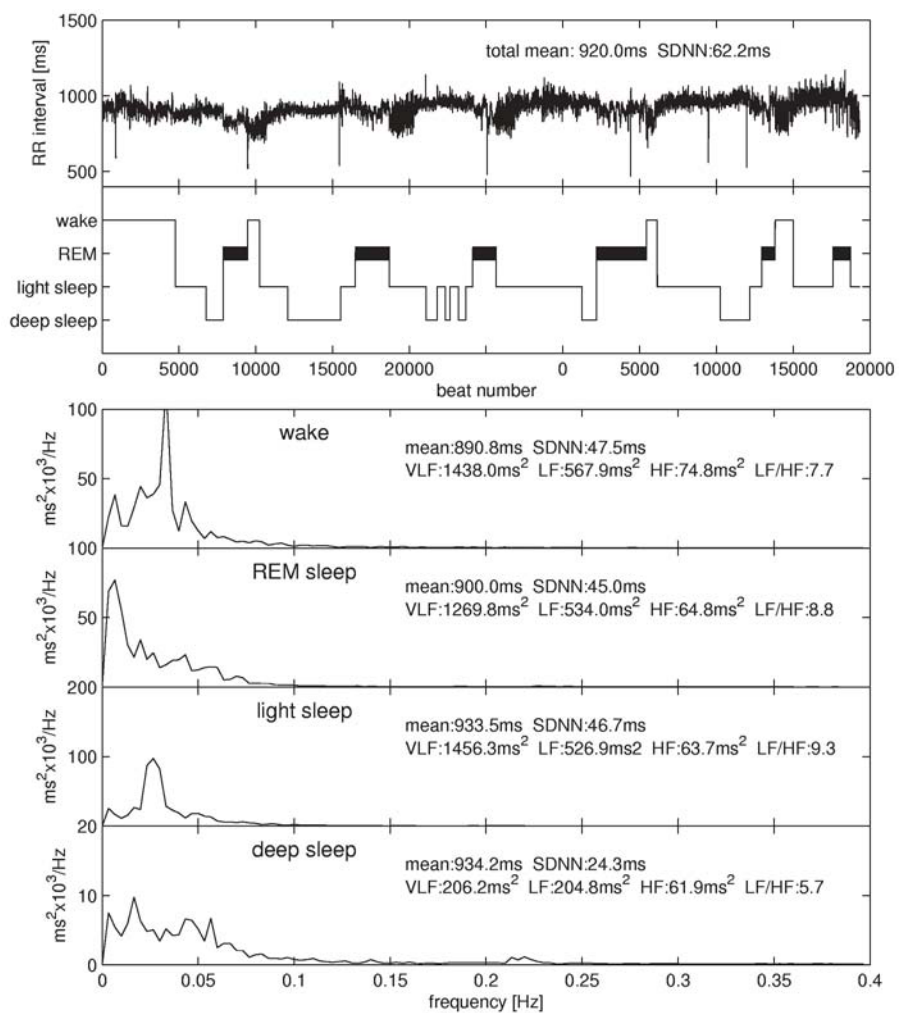 1500
total mean: 920.0ms SDNN:62.2ms
1000
RR interval [ms]
500
wake
REM
light sleep
deep sleep
0 5000 10000 15000 20000 0 5000 10000 15000 20000
beat number
100
wake
mean:890.8ms SDNN:47.5ms
VLF:1438.0ms² LF:567.9ms² HF:74.8ms² LF/HF:7.7
50
ms²x10³/Hz
100
REM sleep
mean:900.0ms SDNN:45.0ms
VLF:1269.8ms² LF:534.0ms² HF:64.8ms² LF/HF:8.8
50
ms²x10³/Hz
200
light sleep
mean:933.5ms SDNN:46.7ms
VLF:1456.3ms² LF:526.9ms2 HF:63.7ms² LF/HF:9.3
100
ms²x10³/Hz
20
deep sleep
mean:934.2ms SDNN:24.3ms
VLF:206.2ms² LF:204.8ms² HF:61.9ms² LF/HF:5.7
10
ms²x10³/Hz
0
0 0.05 0.1 0.15 0.2 0.25 0.3 0.35 0.4
frequency [Hz]